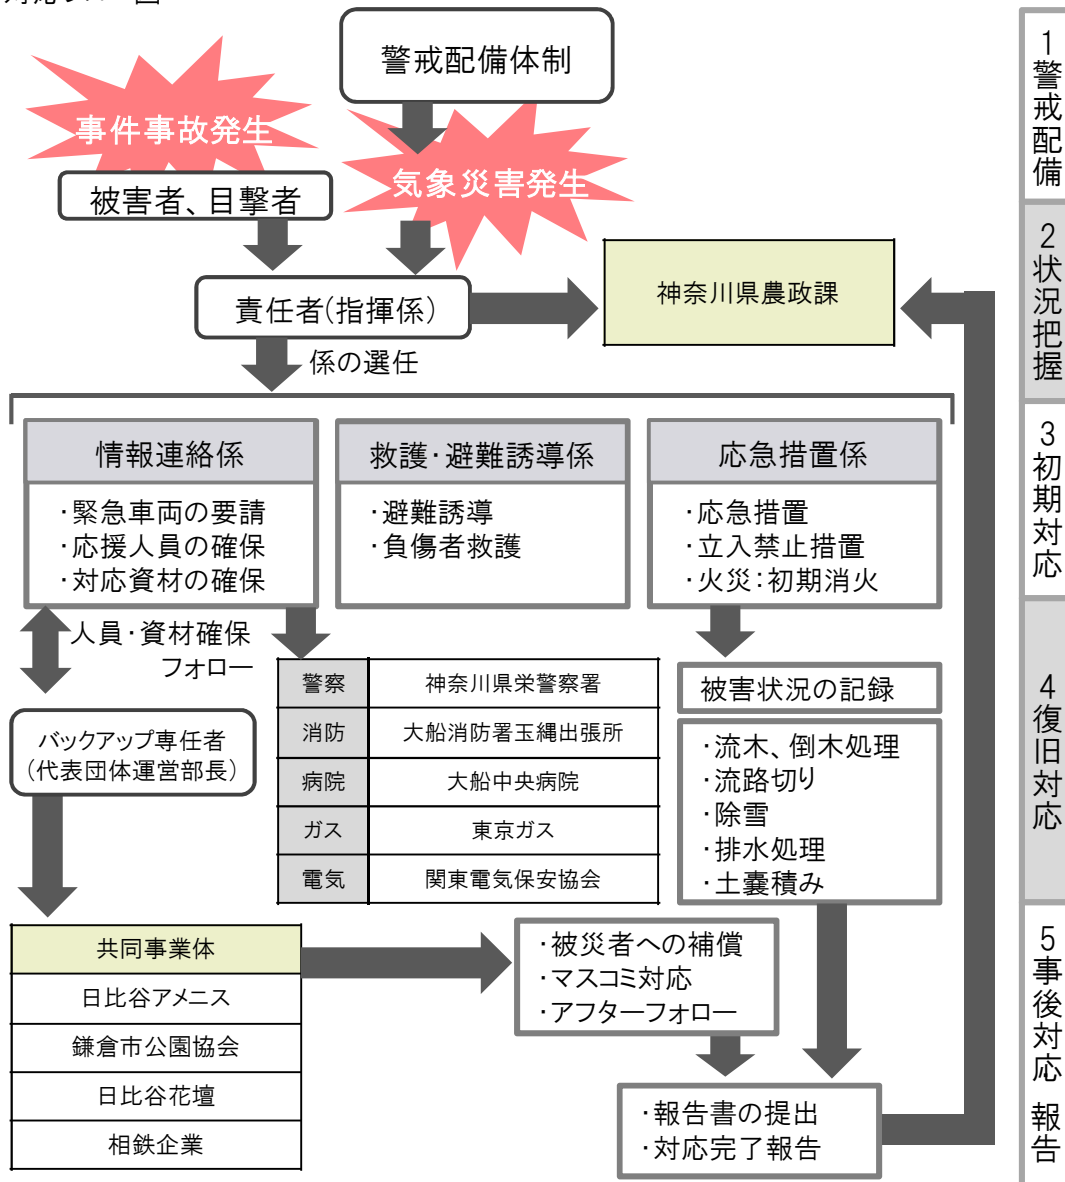 警戒配備体制
事件事故発生
気象災害発生
被害者、目撃者
責任者(指揮係)
神奈川県農政課
係の選任
情報連絡係
・緊急車両の要請
・応援人員の確保
・対応資材の確保
救護・避難誘導係
・避難誘導
・負傷者救護
応急措置係
・応急措置
・立入禁止措置
・火災：初期消火
人員・資材確保
フォロー
警察 神奈川県栄警察署
消防 大船消防署玉縄出張所
病院 大船中央病院
ガス 東京ガス
電気 関東電気保安協会
被害状況の記録
・流木、倒木処理
・流路切り
・除雪
・排水処理
・土嚢積み
バックアップ専任者
(代表団体運営部長)
共同事業体
日比谷アメニス
鎌倉市公園協会
日比谷花壇
相鉄企業
・被災者への補償
・マスコミ対応
・アフターフォロー
・報告書の提出
・対応完了報告
1警戒配備
2状況把握
3初期対応
4復旧対応
5事後対応 報告